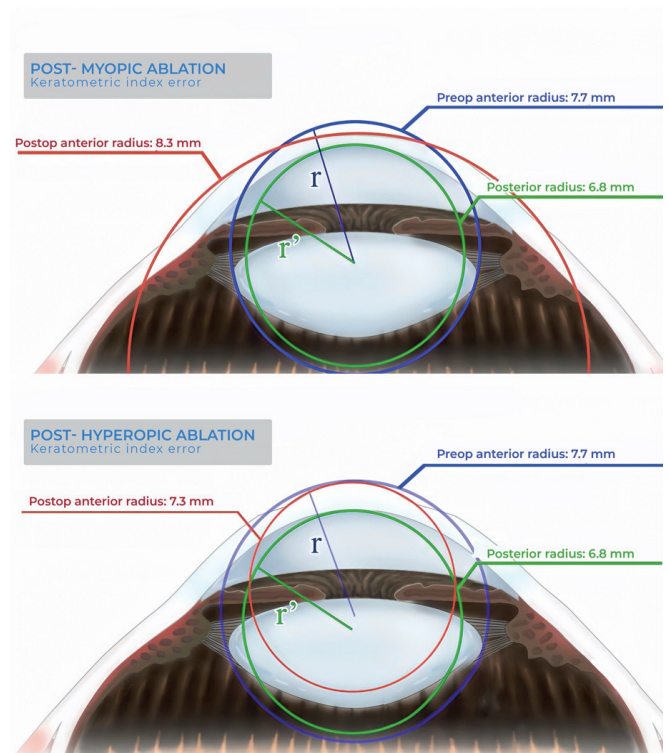 POST- MYOPIC ABLATION
Keratometric index error
Preop anterior radius: 7.7 mm
Postop anterior radius: 8.3 mm
r
Posterior radius: 6.8 mm
r’
POST- HYPEROPIC ABLATION
Keratometric index error
Preop anterior radius: 7.7 mm
Postop anterior radius: 7.3 mm
r
Posterior radius: 6.8 mm
r’